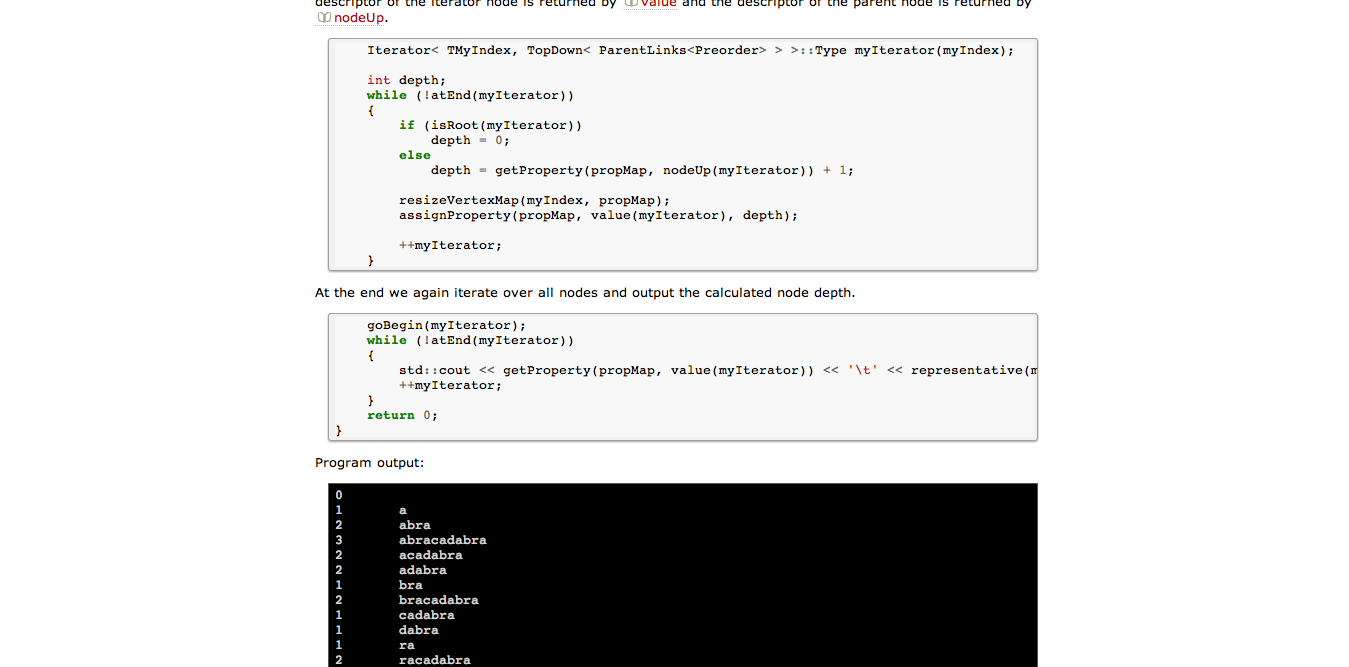 descriptor of the iterator node is returned by value and the descriptor of the parent node is returned by
nodeUp.
Iterator< TMyIndex, TopDown< ParentLinks<Preorder> > >::Type myIterator(myIndex);
int depth;
while (!atEnd(myIterator))
{
if (isRoot(myIterator))
depth = 0;
else
depth = getProperty(propMap, nodeUp(myIterator)) + 1;
resizeVertexMap(myIndex, propMap);
assignProperty(propMap, value(myIterator), depth);
++myIterator;
}
At the end we again iterate over all nodes and output the calculated node depth.
goBegin(myIterator);
while (!atEnd(myIterator))
{
std::cout << getProperty(propMap, value(myIterator)) << '\t' << representative(m
++myIterator;
}
return 0;
}
Program output:
0
1 a
2 abra
3 abracadabra
2 acadabra
2 adabra
1 bra
2 bracadabra
1 cadabra
1 dabra
1 ra
2 racadabra